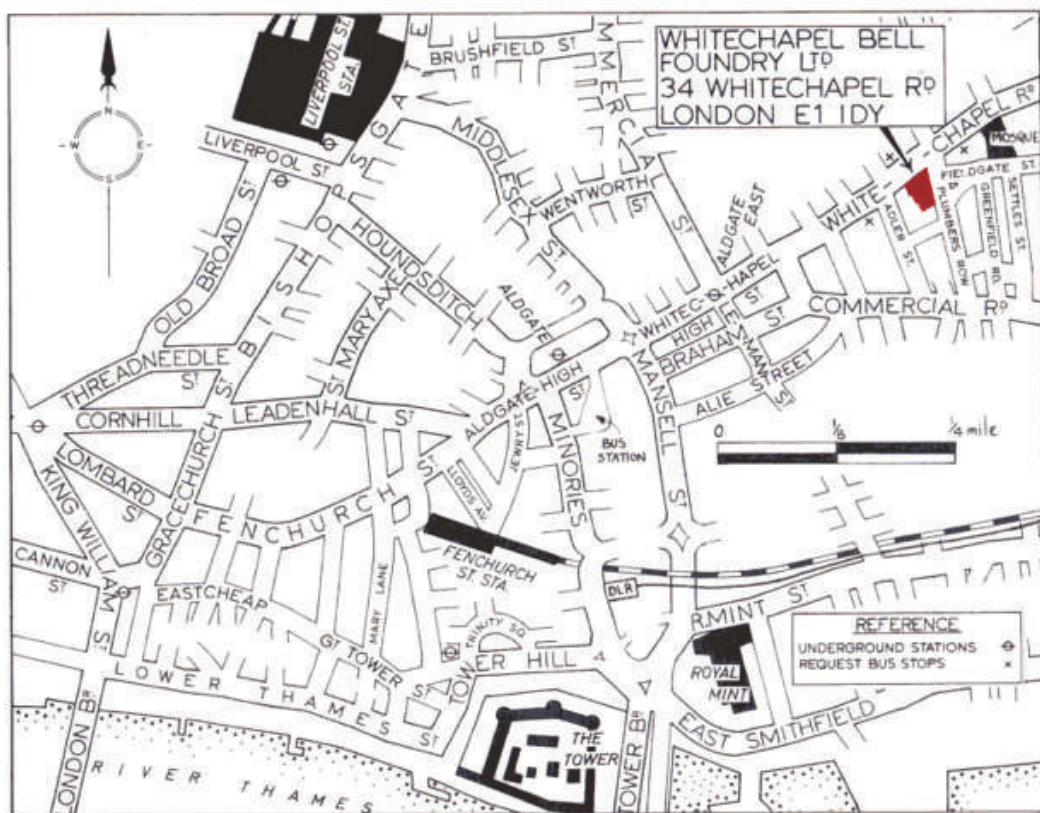 LIVERPOOL ST.
STA.
BRUSHFIELD ST
COMMERCIAL ST
WHITECHAPEL BELL
FOUNDRY LTD
34 WHITECHAPEL RD
LONDON E1 1DY
N
W E
S
LIVERPOOL ST
BISHOPSGATE
MIDDLESEX ST
WENTWORTH
ST
WHITE-CHAPEL RD
MOSQUE
FIELDGATE ST.
ADLER ST.
PLUMBERS ROW
GREENFIELD RD.
SETTLES ST.
OLD BROAD ST
HOUNDSDITCH
ST MARY AXE
ALDGATE
ALDGATE EAST
WHITEC-HAPEL
HIGH ST
BRAHAM ST
LEMAN ST
COMMERCIAL RD
ALIE STREET
THREADNEEDLE
ST
CORNHILL
LEADENHALL ST
ALDGATE-HIGH
ST
MANSELL ST
JEWRY ST
MINORIES
BUS
STATION
0 1/8 1/4 mile
LOMBARD
ST
KING WILLIAM ST
GRACECHURCH ST
FENCHURCH ST
LLOYDS AV.
FENCHURCH
ST. STA.
CANNON
ST
EASTCHEAP
MARY LANE
GT TOWER
ST
TRINITY SQ
TOWER HILL
DLR
R.MINT ST
ROYAL
MINT
REFERENCE
UNDERGROUND STATIONS
REQUEST BUS STOPS
LOWER THAMES ST
THE
TOWER
EAST SMITHFIELD
LONDON BR
TOWER BR
RIVER THAMES